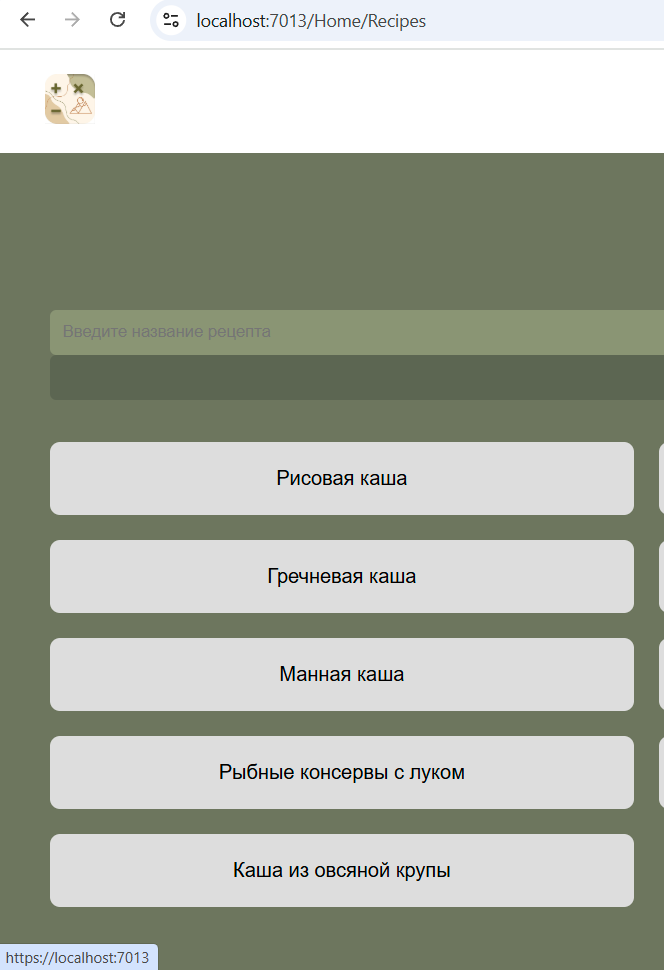 localhost:7013/Home/Recipes
Введите название рецепта
Рисовая каша
Гречневая каша
Манная каша
Рыбные консервы с луком
Каша из овсяной крупы
https://localhost:7013